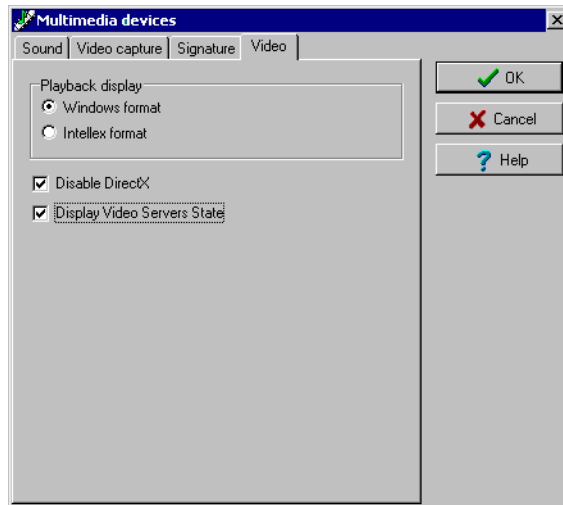 Multimedia devices
Sound Video capture Signature Video
Playback display
Windows format
Intellex format
Disable DirectX
Display Video Servers State
OK
Cancel
? Help